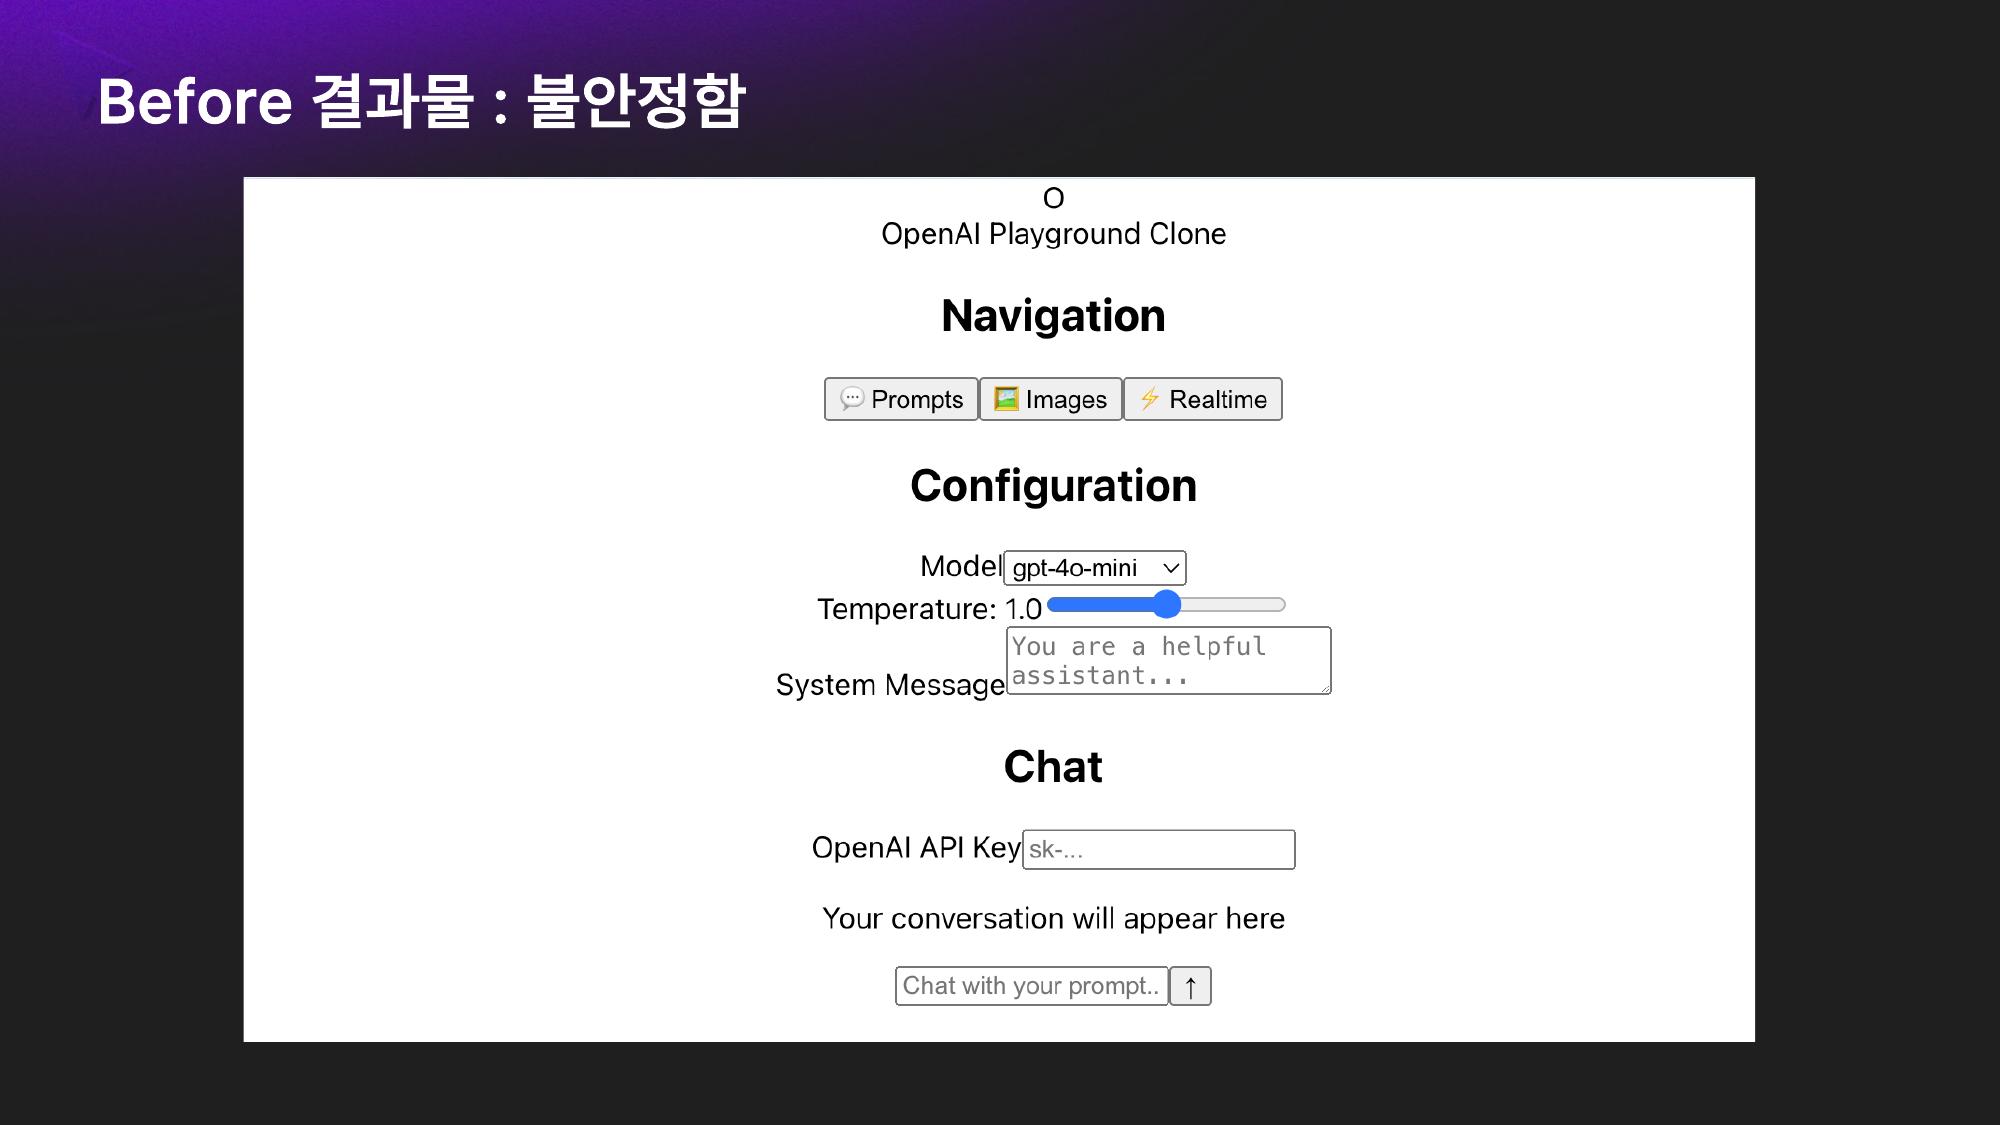 Before 결과물 : 불안정함
O
OpenAI Playground Clone
Navigation
💬 Prompts 🖼️ Images ⚡ Realtime
Configuration
Model gpt-4o-mini
Temperature: 1.0
You are a helpful
assistant...
System Message
Chat
OpenAI API Key sk-...
Your conversation will appear here
Chat with your prompt.. ↑